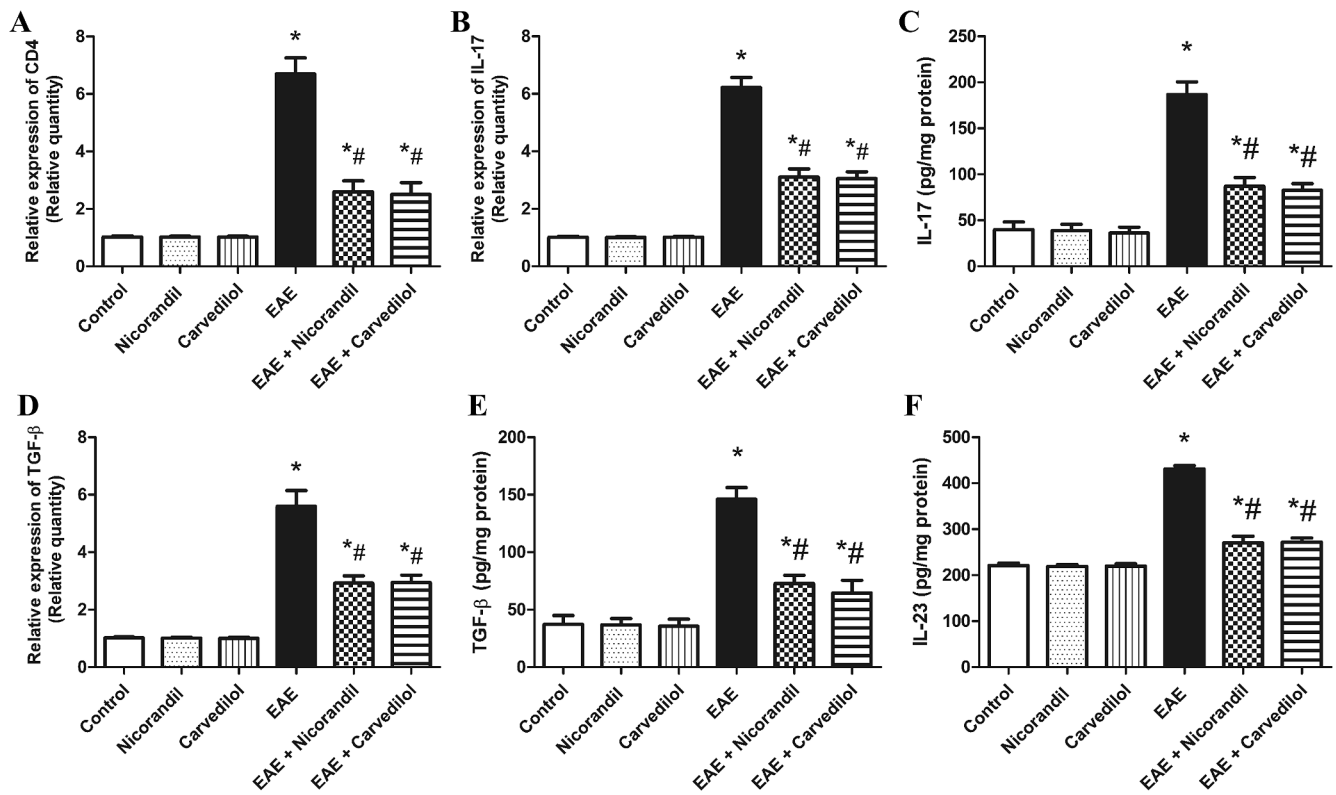 A
Relative expression of CD4
(Relative quantity)
8
6
4
2
0
*
*#
*#
Control
Nicorandil
Carvedilol
EAE
EAE + Nicorandil
EAE + Carvedilol
B
Relative expression of IL-17
(Relative quantity)
8
6
4
2
0
*
*#
*#
Control
Nicorandil
Carvedilol
EAE
EAE + Nicorandil
EAE + Carvedilol
C
IL-17 (pg/mg protein)
250
200
150
100
50
0
*
*#
*#
Control
Nicorandil
Carvedilol
EAE
EAE + Nicorandil
EAE + Carvedilol
D
Relative expression of TGF-β
(Relative quantity)
8
6
4
2
0
*
*#
*#
Control
Nicorandil
Carvedilol
EAE
EAE + Nicorandil
EAE + Carvedilol
E
TGF-β (pg/mg protein)
200
150
100
50
0
*
*#
*#
Control
Nicorandil
Carvedilol
EAE
EAE + Nicorandil
EAE + Carvedilol
F
IL-23 (pg/mg protein)
500
400
300
200
100
0
*
*#
*#
Control
Nicorandil
Carvedilol
EAE
EAE + Nicorandil
EAE + Carvedilol